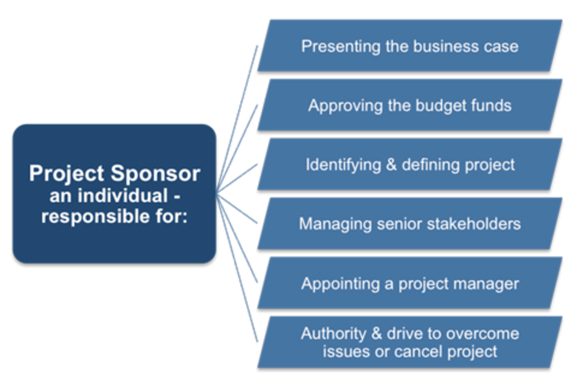 Project Sponsor
an individual -
responsible for:
Presenting the business case
Approving the budget funds
Identifying & defining project
Managing senior stakeholders
Appointing a project manager
Authority & drive to overcome
issues or cancel project